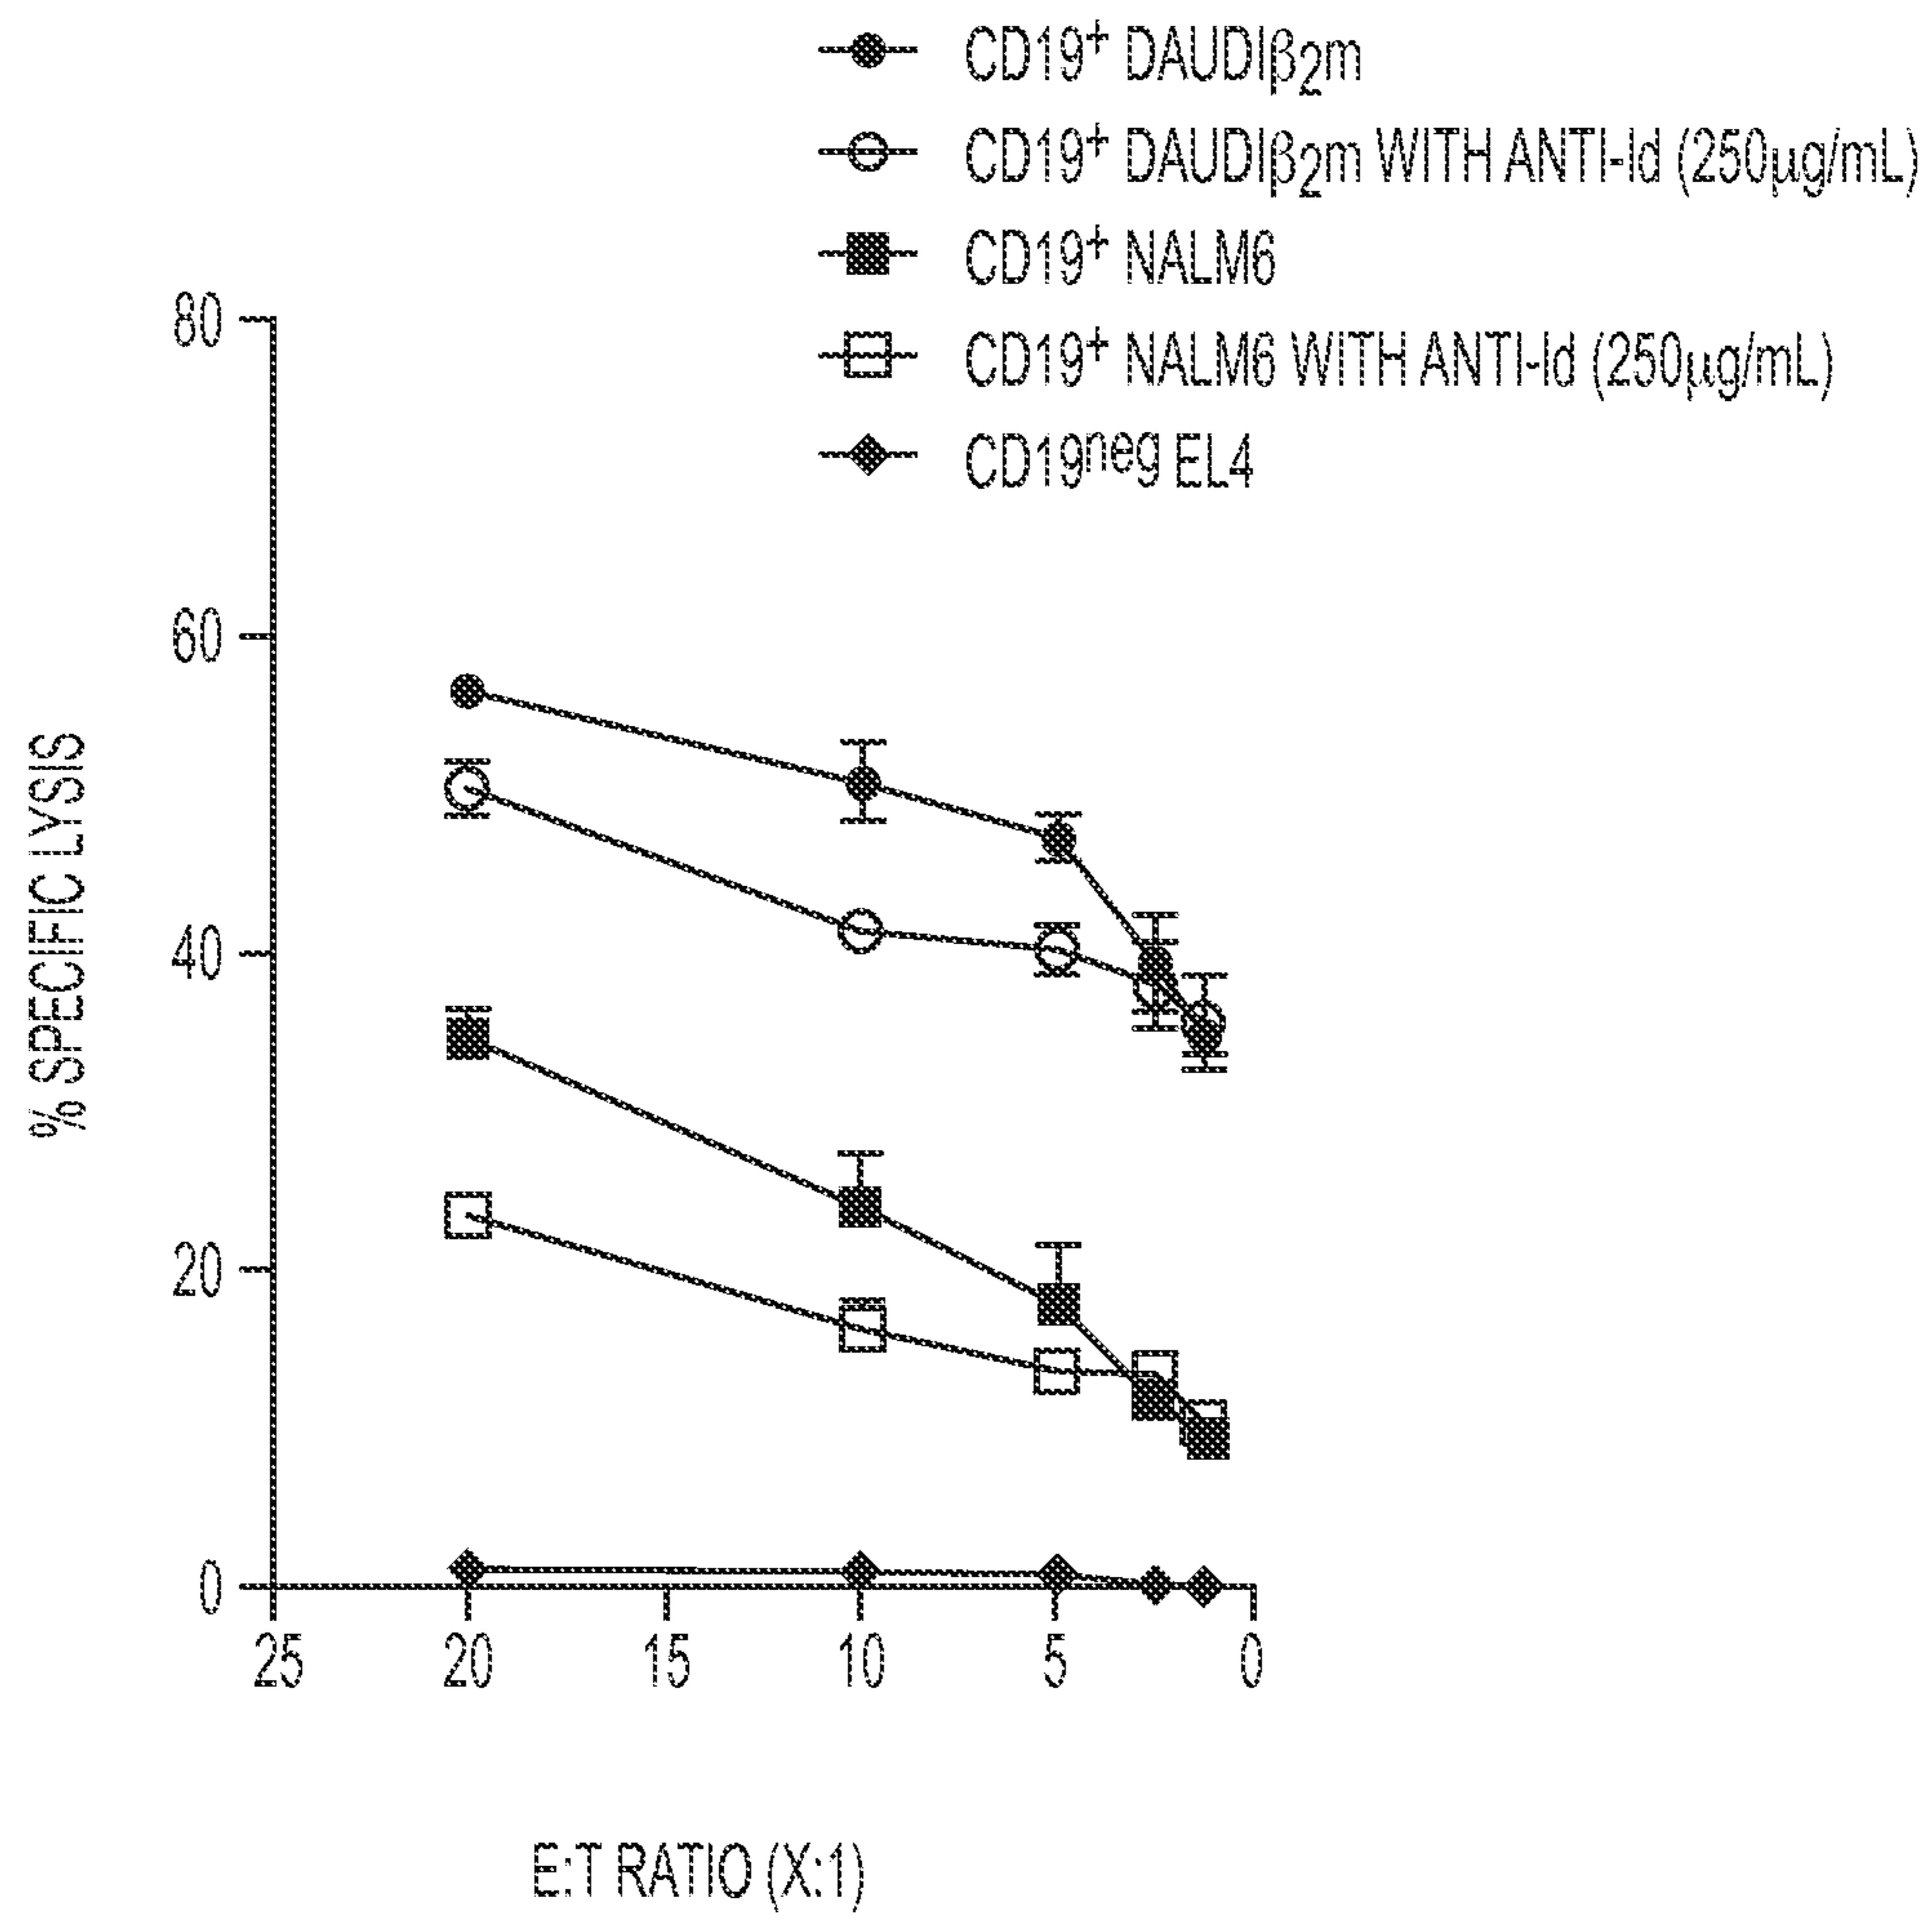 CD19+ DAUDIβ2m
CD19+ DAUDIβ2m WITH ANTI-Id (250µg/mL)
CD19+ NALM6
CD19+ NALM6 WITH ANTI-Id (250µg/mL)
CD19neg EL4
% SPECIFIC LYSIS
80
60
40
20
0
25 20 15 10 5 0
E:T RATIO (X:1)